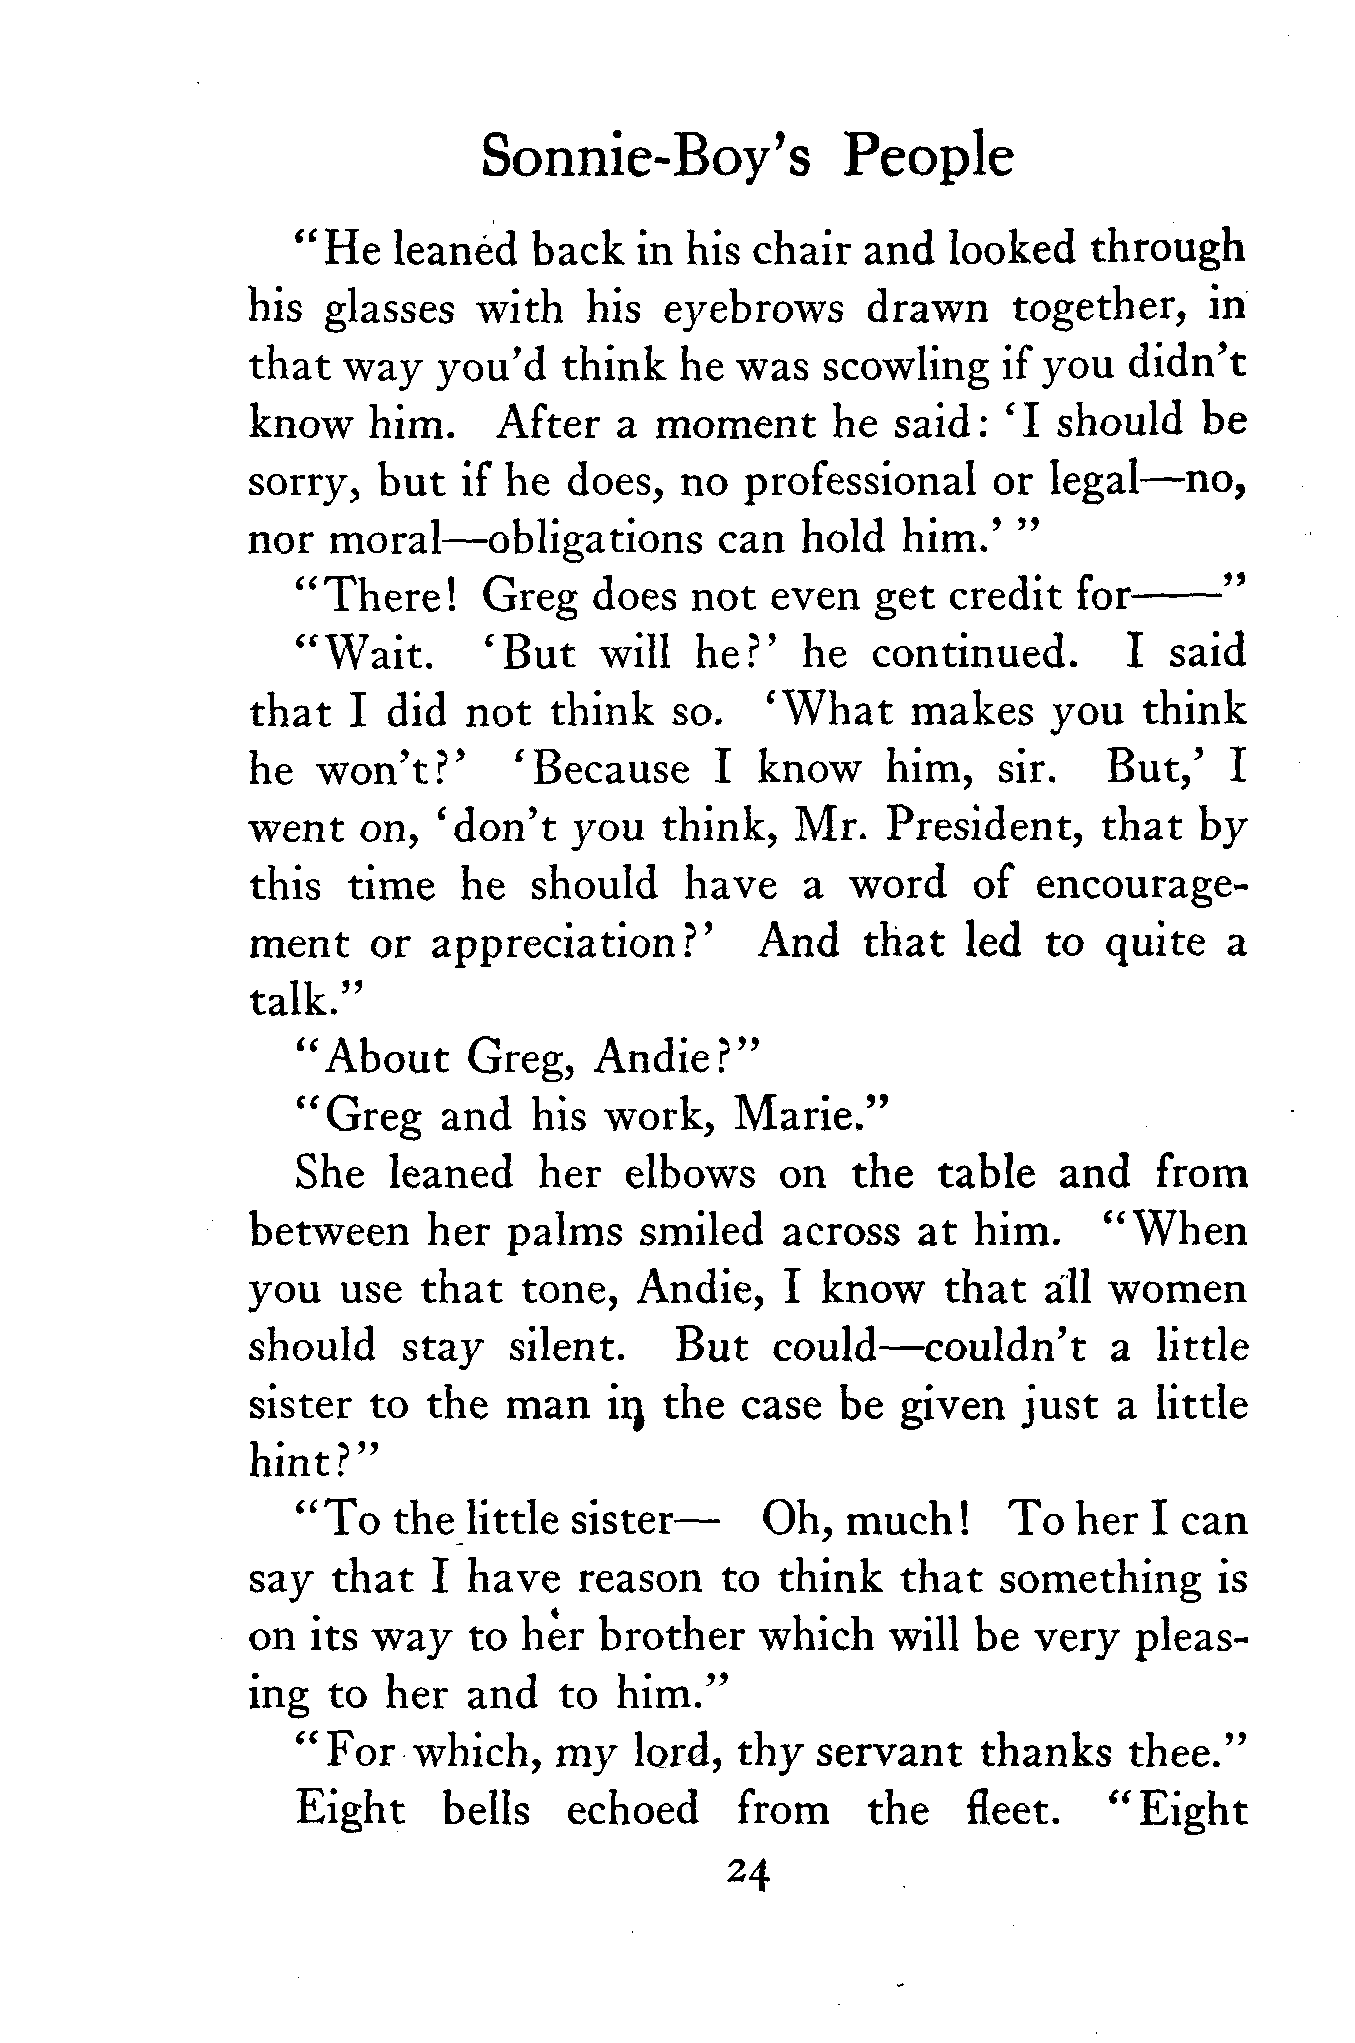 Sonnie-Boy's People
“He leaned back in his chair and looked through
his glasses with his eyebrows drawn together, in
that way you'd think he was scowling if you didn't
know him. After a moment he said: ‘I should be
sorry, but if he does, no professional or legal—no,
nor moral—obligations can hold him.’ ”
“There! Greg does not even get credit for——”
“Wait. ‘But will he?’ he continued. I said
that I did not think so. ‘What makes you think
he won't?’ ‘Because I know him, sir. But,’ I
went on, ‘don't you think, Mr. President, that by
this time he should have a word of encourage-
ment or appreciation?’ And that led to quite a
talk.”
“About Greg, Andie?”
“Greg and his work, Marie.”
She leaned her elbows on the table and from
between her palms smiled across at him. “When
you use that tone, Andie, I know that all women
should stay silent. But could—couldn't a little
sister to the man in the case be given just a little
hint?”
“To the little sister— Oh, much! To her I can
say that I have reason to think that something is
on its way to her brother which will be very pleas-
ing to her and to him.”
“For which, my lord, thy servant thanks thee.”
Eight bells echoed from the fleet. “Eight
24